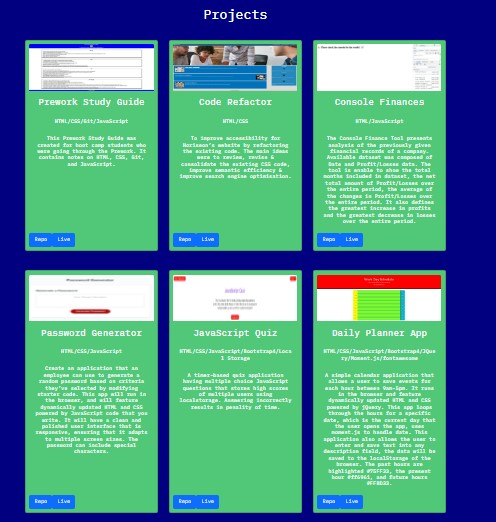 Projects
Prework Study Guide
HTML/CSS/Git/JavaScript
This Prework Study Guide was
created for boot camp students who
were going through the Prework. It
contains notes on HTML, CSS, Git,
and JavaScript.
Repo Live
Code Refactor
HTML/CSS
To improve accessibility for
Horiseon's website by refactoring
the existing code. The main ideas
were to review, revise &
consolidate the existing CSS code,
improve semantic efficiency &
improve search engine optimisation.
Repo Live
Console Finances
HTML/JavaScript
The Console Finance Tool presents
analysis of the previously given
financial records of a company.
Available dataset was composed of
Date and Profit/Losses data. The
tool is enable to show the total
months included in dataset, the net
total amount of Profit/Losses over
the entire period, the average of
the changes in Profit/Losses over
the entire period. It also defines
the greatest increase in profits
and the greatest decrease in losses
over the entire period.
Repo Live
Password Generator
HTML/CSS/JavaScript
Create an application that an
employee can use to generate a
random password based on criteria
they've selected by modifying
starter code. This app will run in
the browser, and will feature
dynamically updated HTML and CSS
powered by JavaScript code that you
write. It will have a clean and
polished user interface that is
responsive, ensuring that it adapts
to multiple screen sizes. The
password can include special
characters.
Repo Live
JavaScript Quiz
HTML/CSS/JavaScript/Bootstrap4/Loca
l Storage
A timer-based quiz application
having multiple choice JavaScript
questions that stores high scores
of multiple users using
localstorage. Answering incorrectly
results in penality of time.
Repo Live
Daily Planner App
HTML/CSS/JavaScript/Bootstrap4/JQue
ry/Moment.js/fontawesome
A simple calendar application that
allows a user to save events for
each hour between 9am-5pm. It runs
in the browser and feature
dynamically updated HTML and CSS
powered by jQuery. This app loops
through the hours for a specific
date, which is the current day that
the user opens the app, uses
moment.js to handle data. This
application also allows the user to
enter and save text into any
description field, the data will be
saved to the localStorage of the
browser. The past hours are
highlighted the present
hour and future hours
Repo Live